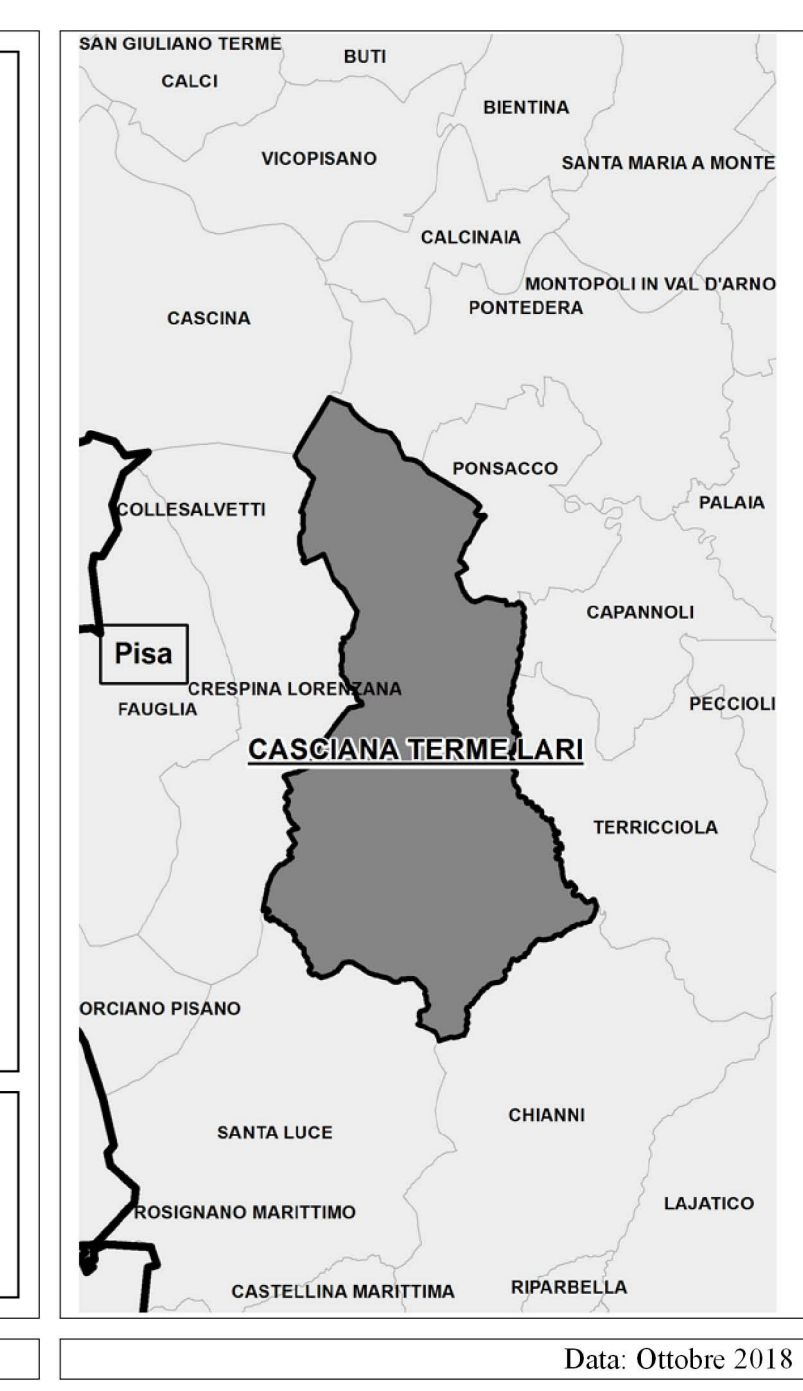 SAN GIULIANO TERME
BUTI
CALCI
BIENTINA
VICOPISANO
SANTA MARIA A MONTE
CALCINAIA
MONTOPOLI IN VAL D'ARNO
PONTEDERA
CASCINA
PONSACCO
PALAIA
COLLESALVETTI
CAPANNOLI
Pisa
CRESPINA LORENZANA
PECCIOLI
FAUGLIA
CASCIANA TERME LARI
TERRICCIOLA
ORCIANO PISANO
CHIANNI
SANTA LUCE
LAJATICO
ROSIGNANO MARITTIMO
RIPARBELLA
CASTELLINA MARITTIMA
Data: Ottobre 2018